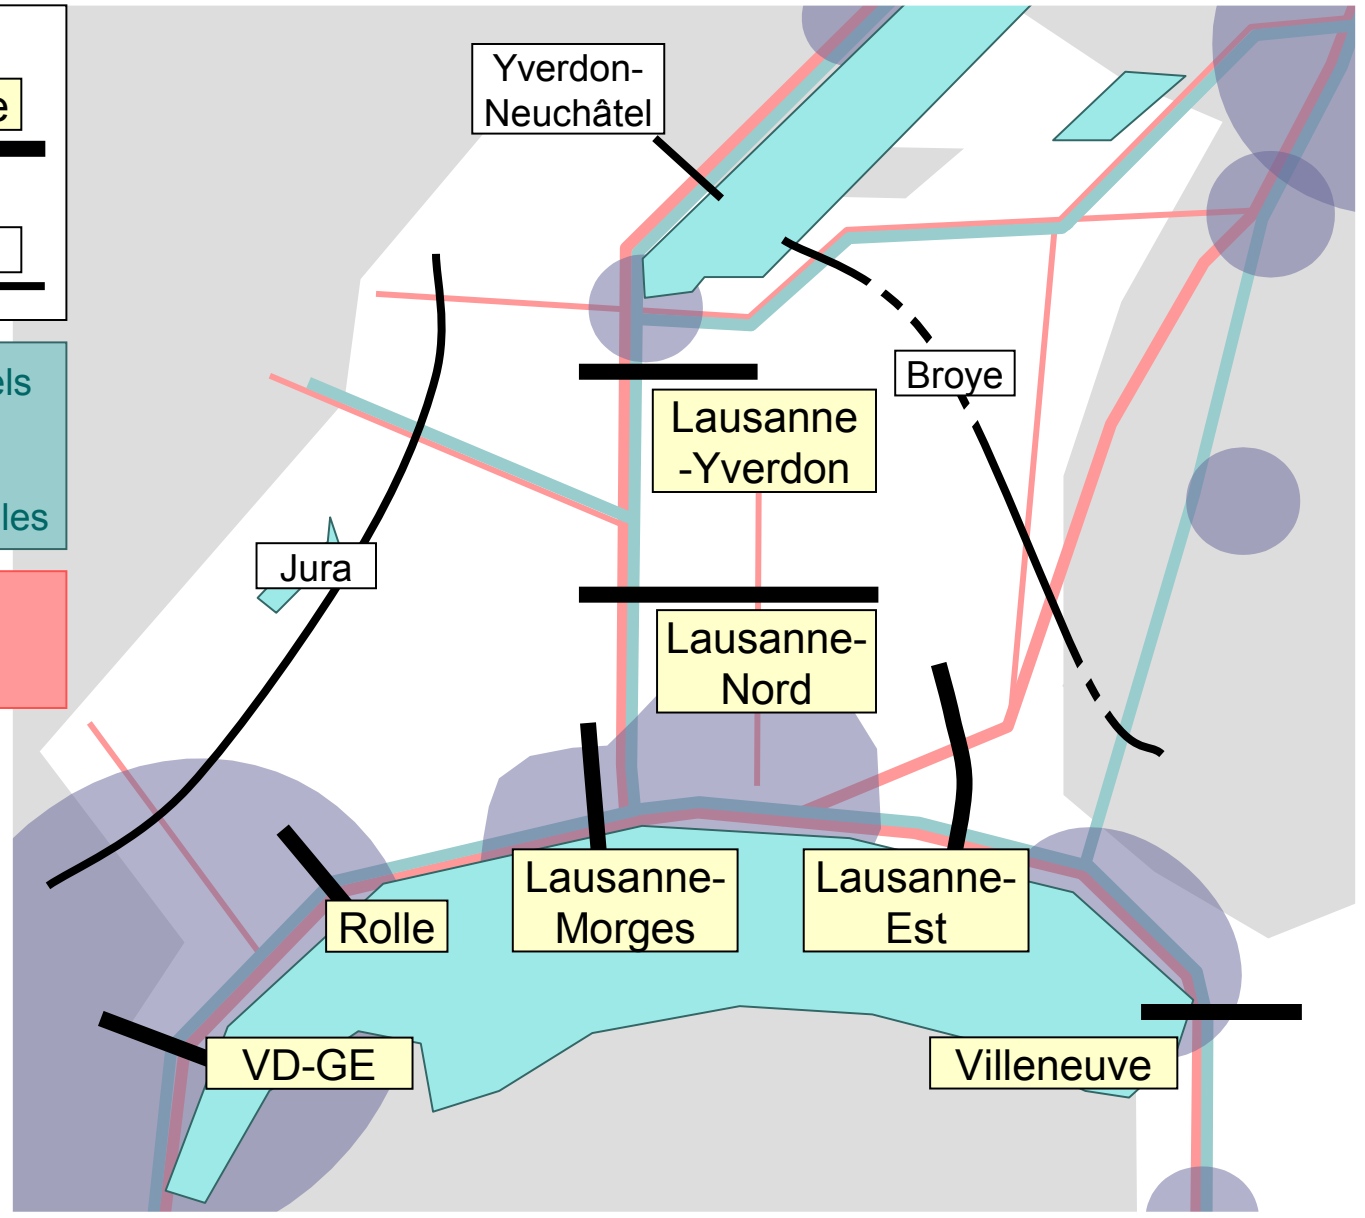 Yverdon-
Neuchâtel
Broye
Lausanne
-Yverdon
Jura
Lausanne-
Nord
Lausanne-
Morges
Lausanne-
Est
Rolle
VD-GE
Villeneuve